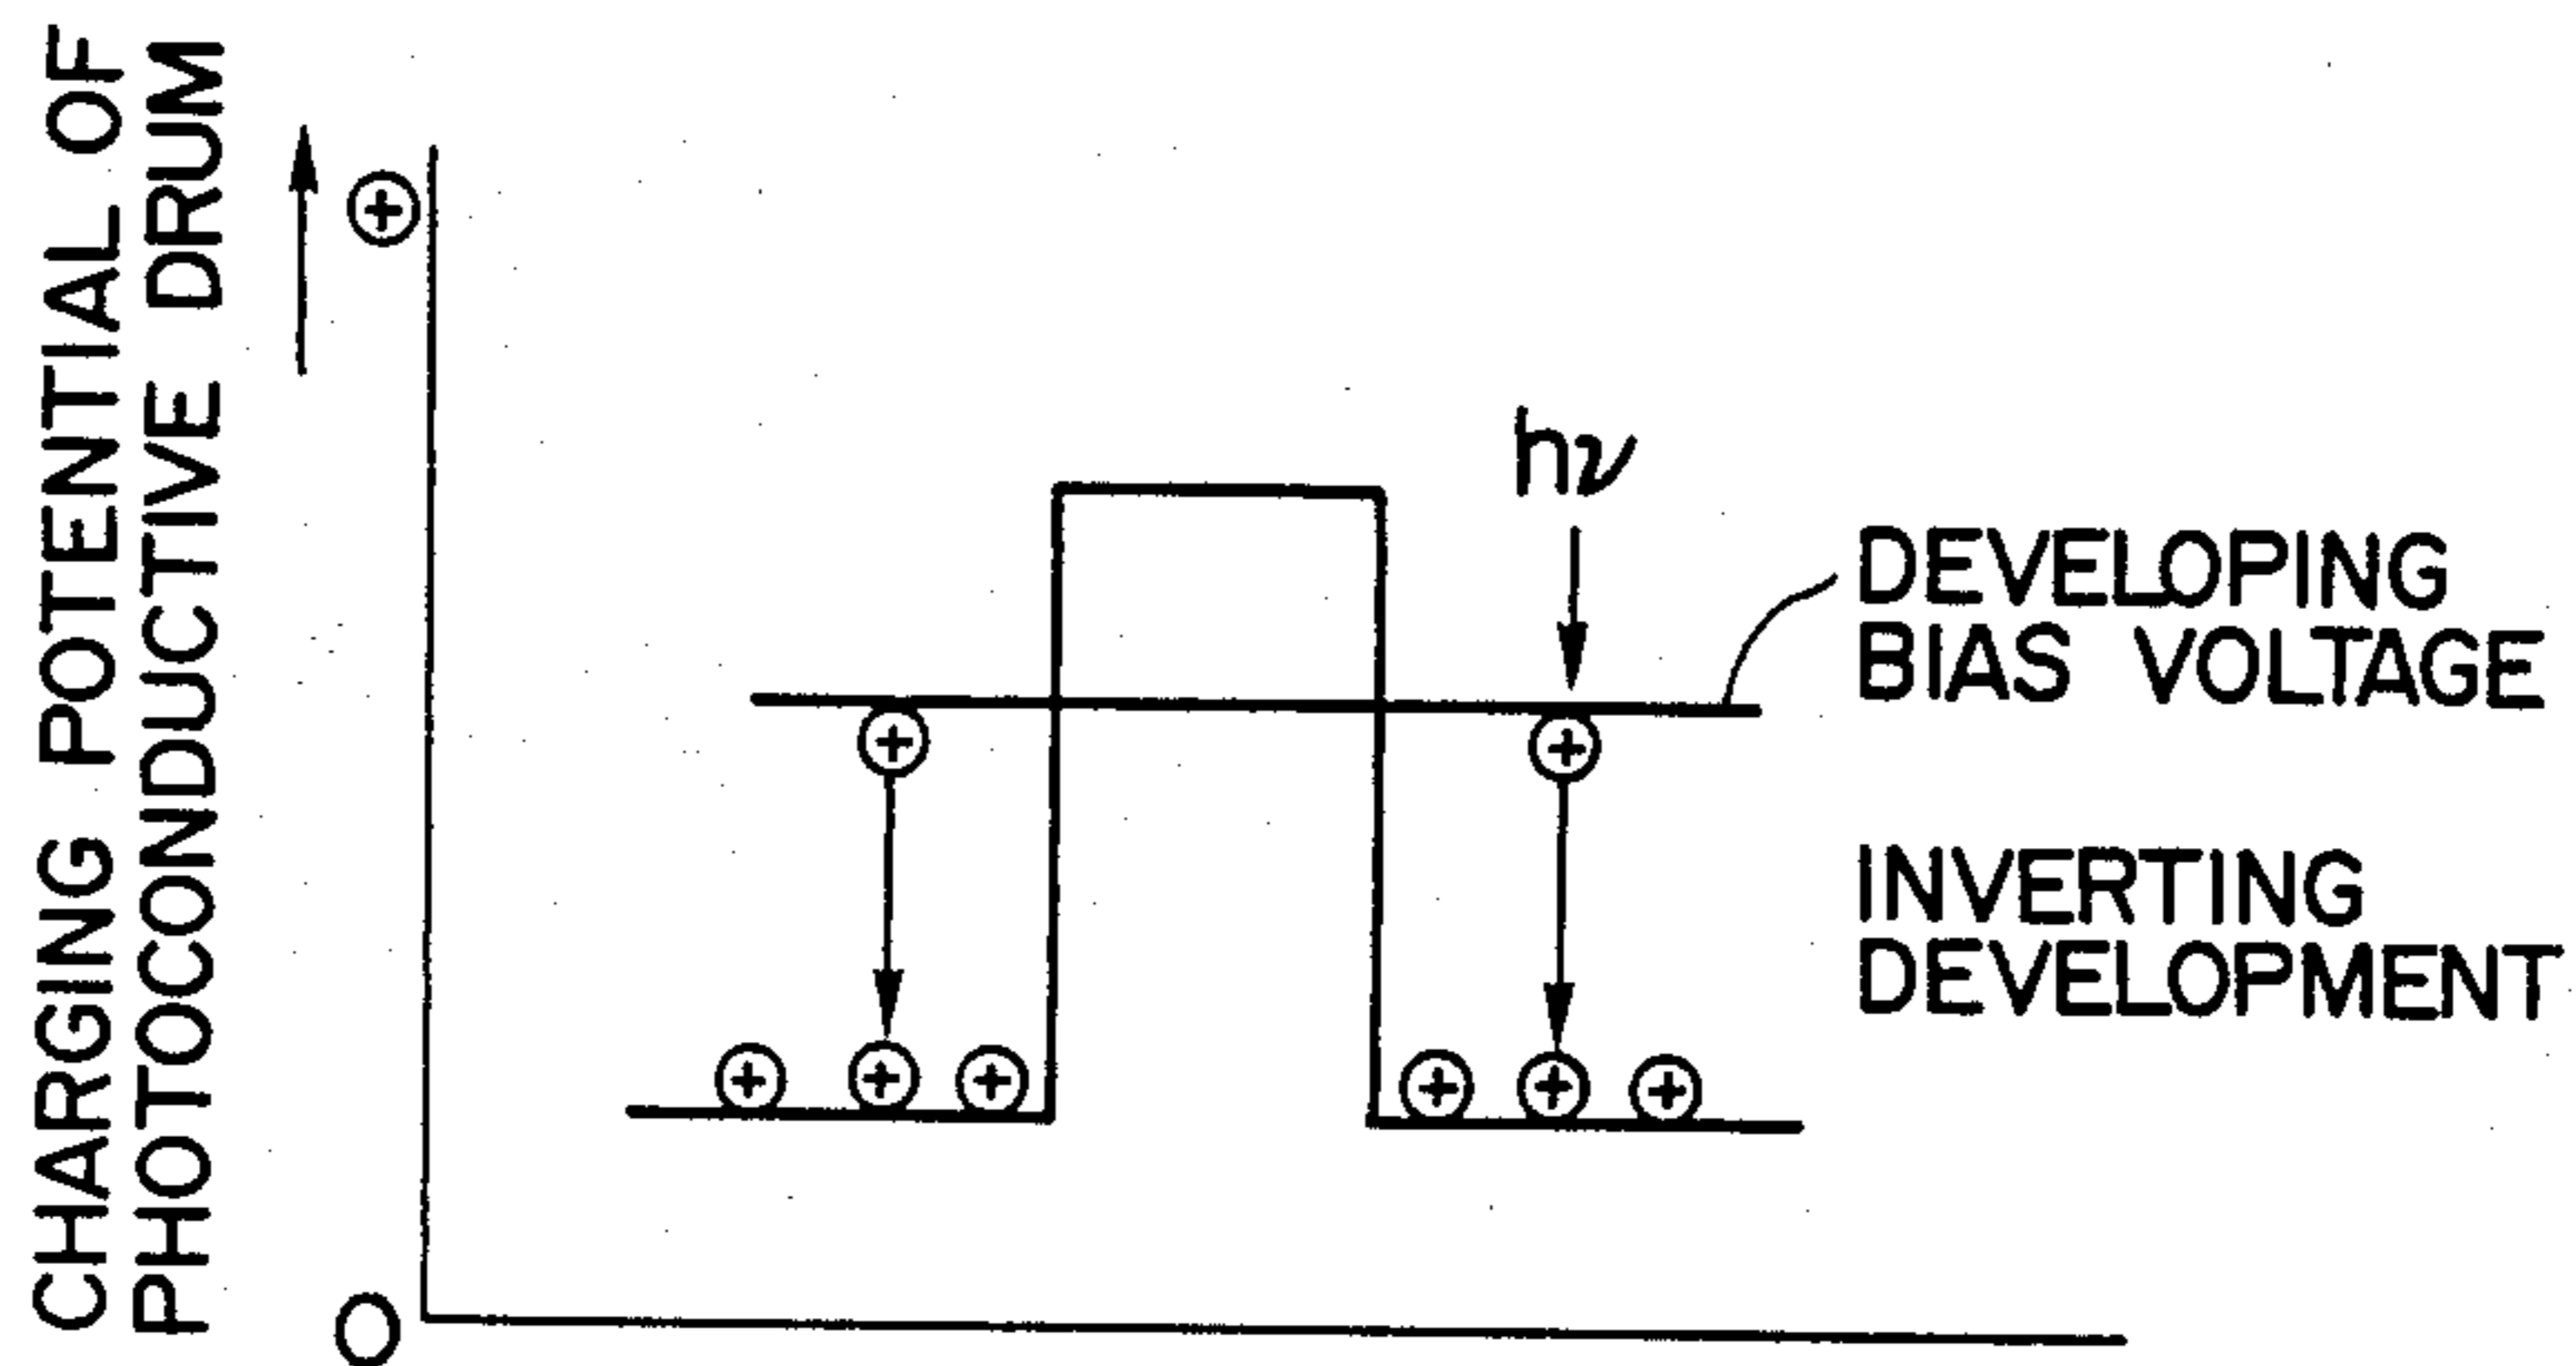 CHARGING POTENTIAL OF
PHOTOCONDUCTIVE DRUM
+
hν
DEVELOPING
BIAS VOLTAGE
+ +
INVERTING
DEVELOPMENT
+ + + + + +
O